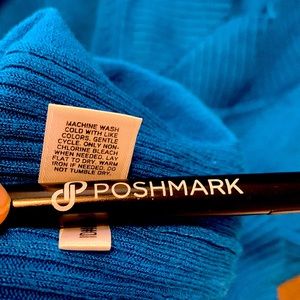 MACHINE WASH
COLD WITH LIKE
COLORS, GENTLE
CYCLE. ONLY NON-
CHLORINE BLEACH
WHEN NEEDED. LAY
FLAT TO DRY. WARM
IRON IF NEEDED. DO
NOT TUMBLE DRY.
POSHMARK